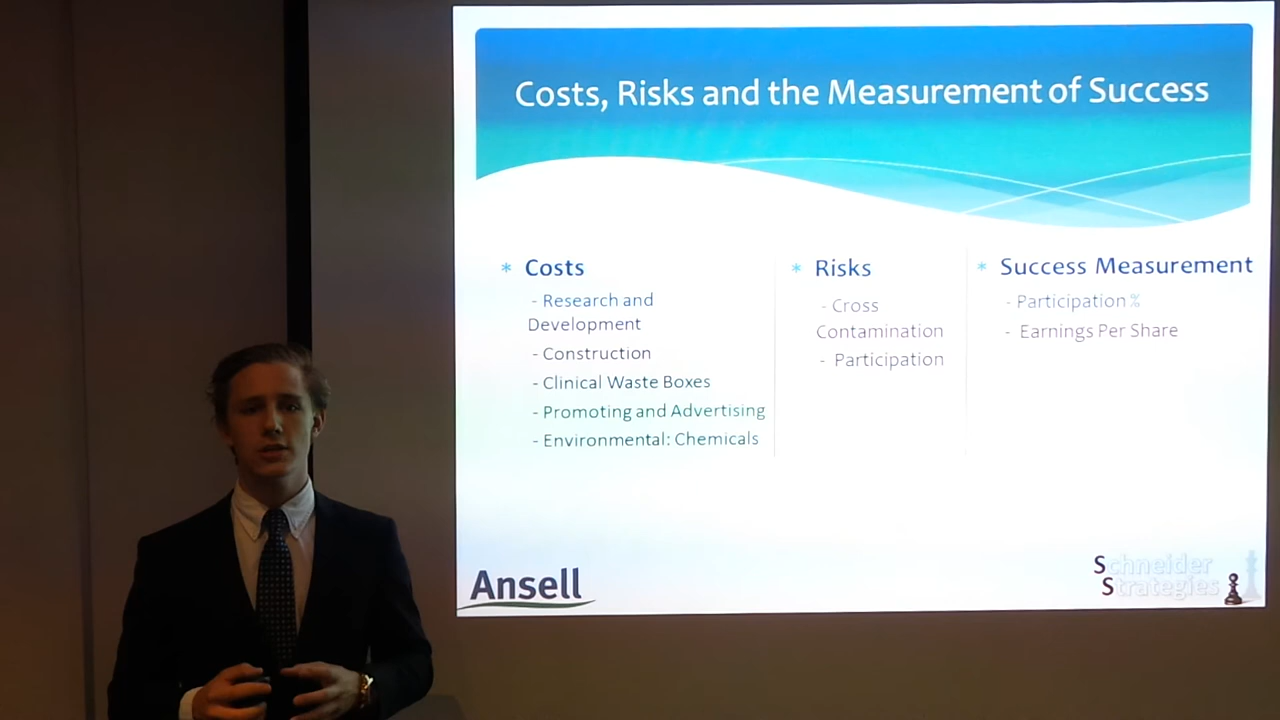 Costs, Risks and the Measurement of Success
* Costs
- Research and
Development
- Construction
- Clinical Waste Boxes
- Promoting and Advertising
- Environmental: Chemicals
* Risks
- Cross
Contamination
- Participation
* Success Measurement
- Participation %
- Earnings Per Share
Ansell
Schneider
Strategies